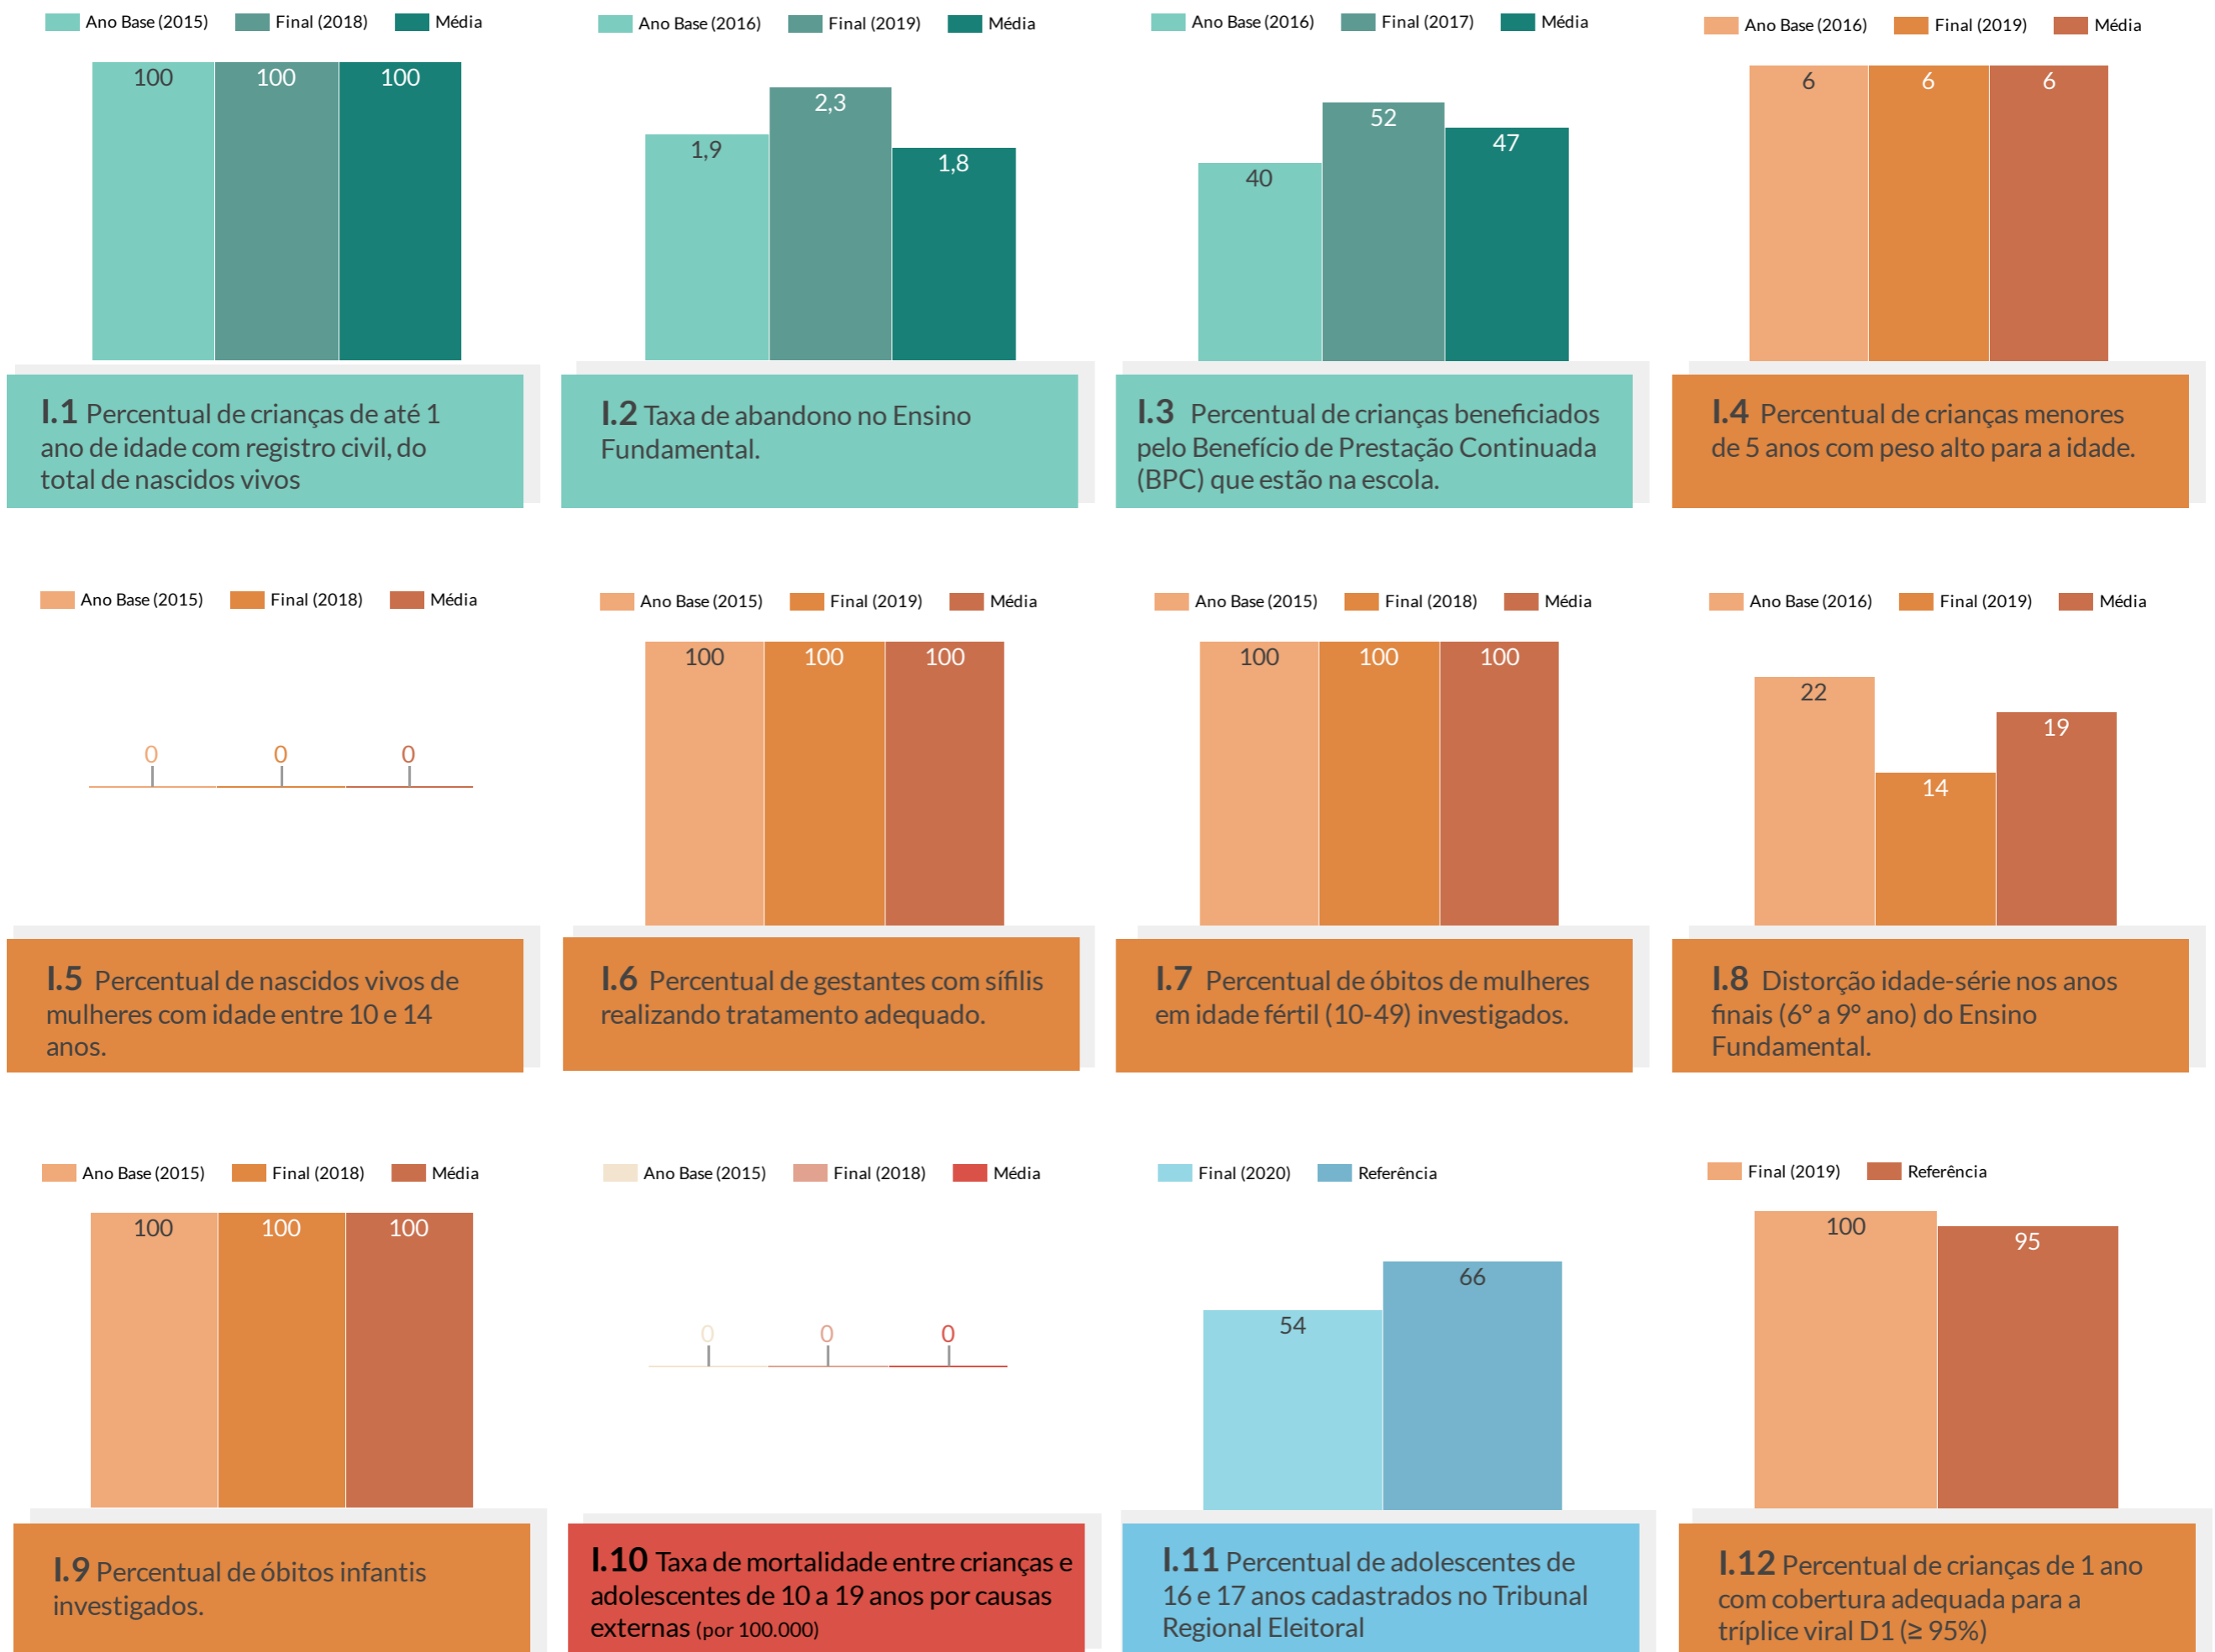 Ano Base (2015) Final (2018) Média
100 100 100
I.1 Percentual de crianças de até 1
ano de idade com registro civil, do
total de nascidos vivos
Ano Base (2016) Final (2019) Média
1,9 2,3 1,8
I.2 Taxa de abandono no Ensino
Fundamental.
Ano Base (2016) Final (2017) Média
40 52 47
I.3 Percentual de crianças beneficiados
pelo Benefício de Prestação Continuada
(BPC) que estão na escola.
Ano Base (2016) Final (2019) Média
6 6 6
I.4 Percentual de crianças menores
de 5 anos com peso alto para a idade.
Ano Base (2015) Final (2018) Média
0 0 0
I.5 Percentual de nascidos vivos de
mulheres com idade entre 10 e 14
anos.
Ano Base (2015) Final (2019) Média
100 100 100
I.6 Percentual de gestantes com sífilis
realizando tratamento adequado.
Ano Base (2015) Final (2018) Média
100 100 100
I.7 Percentual de óbitos de mulheres
em idade fértil (10-49) investigados.
Ano Base (2016) Final (2019) Média
22 14 19
I.8 Distorção idade-série nos anos
finais (6° a 9° ano) do Ensino
Fundamental.
Ano Base (2015) Final (2018) Média
100 100 100
I.9 Percentual de óbitos infantis
investigados.
Ano Base (2015) Final (2018) Média
0 0 0
I.10 Taxa de mortalidade entre crianças e
adolescentes de 10 a 19 anos por causas
externas (por 100.000)
Final (2020) Referência
54 66
I.11 Percentual de adolescentes de
16 e 17 anos cadastrados no Tribunal
Regional Eleitoral
Final (2019) Referência
100 95
I.12 Percentual de crianças de 1 ano
com cobertura adequada para a
tríplice viral D1 (≥ 95%)